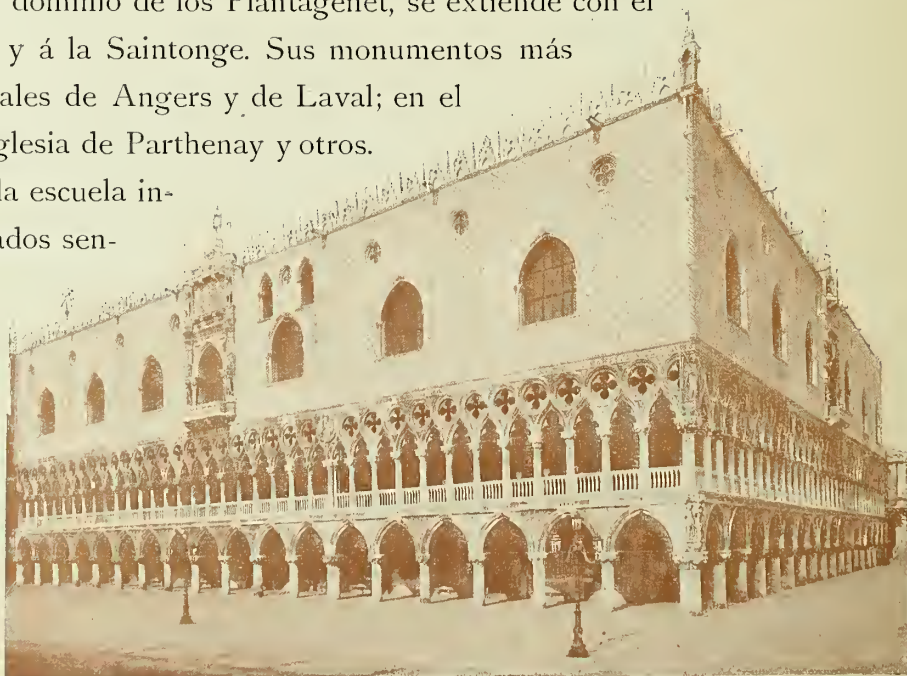 dominio de los Plantagenet, se extiende con el
y á la Saintonge. Sus monumentos más
ales de Angers y de Laval; en el
glesia de Parthenay y otros.
la escuela in-
ados sen-